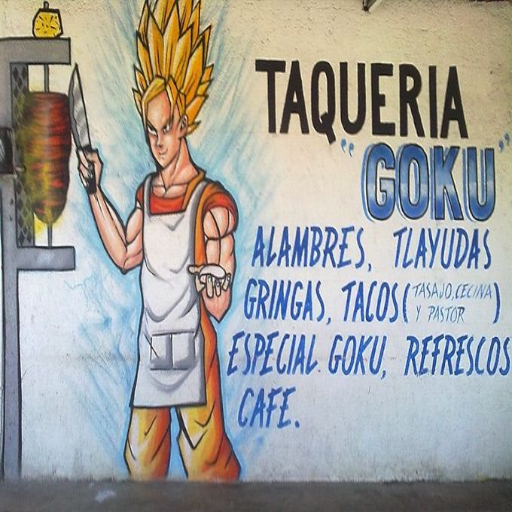 TAQUERIA
"GOKU"
ALAMBRES, TLAYUDAS
GRINGAS, TACOS (TASAJO, CECINA
Y PASTOR)
ESPECIAL GOKU, REFRESCOS
CAFE.